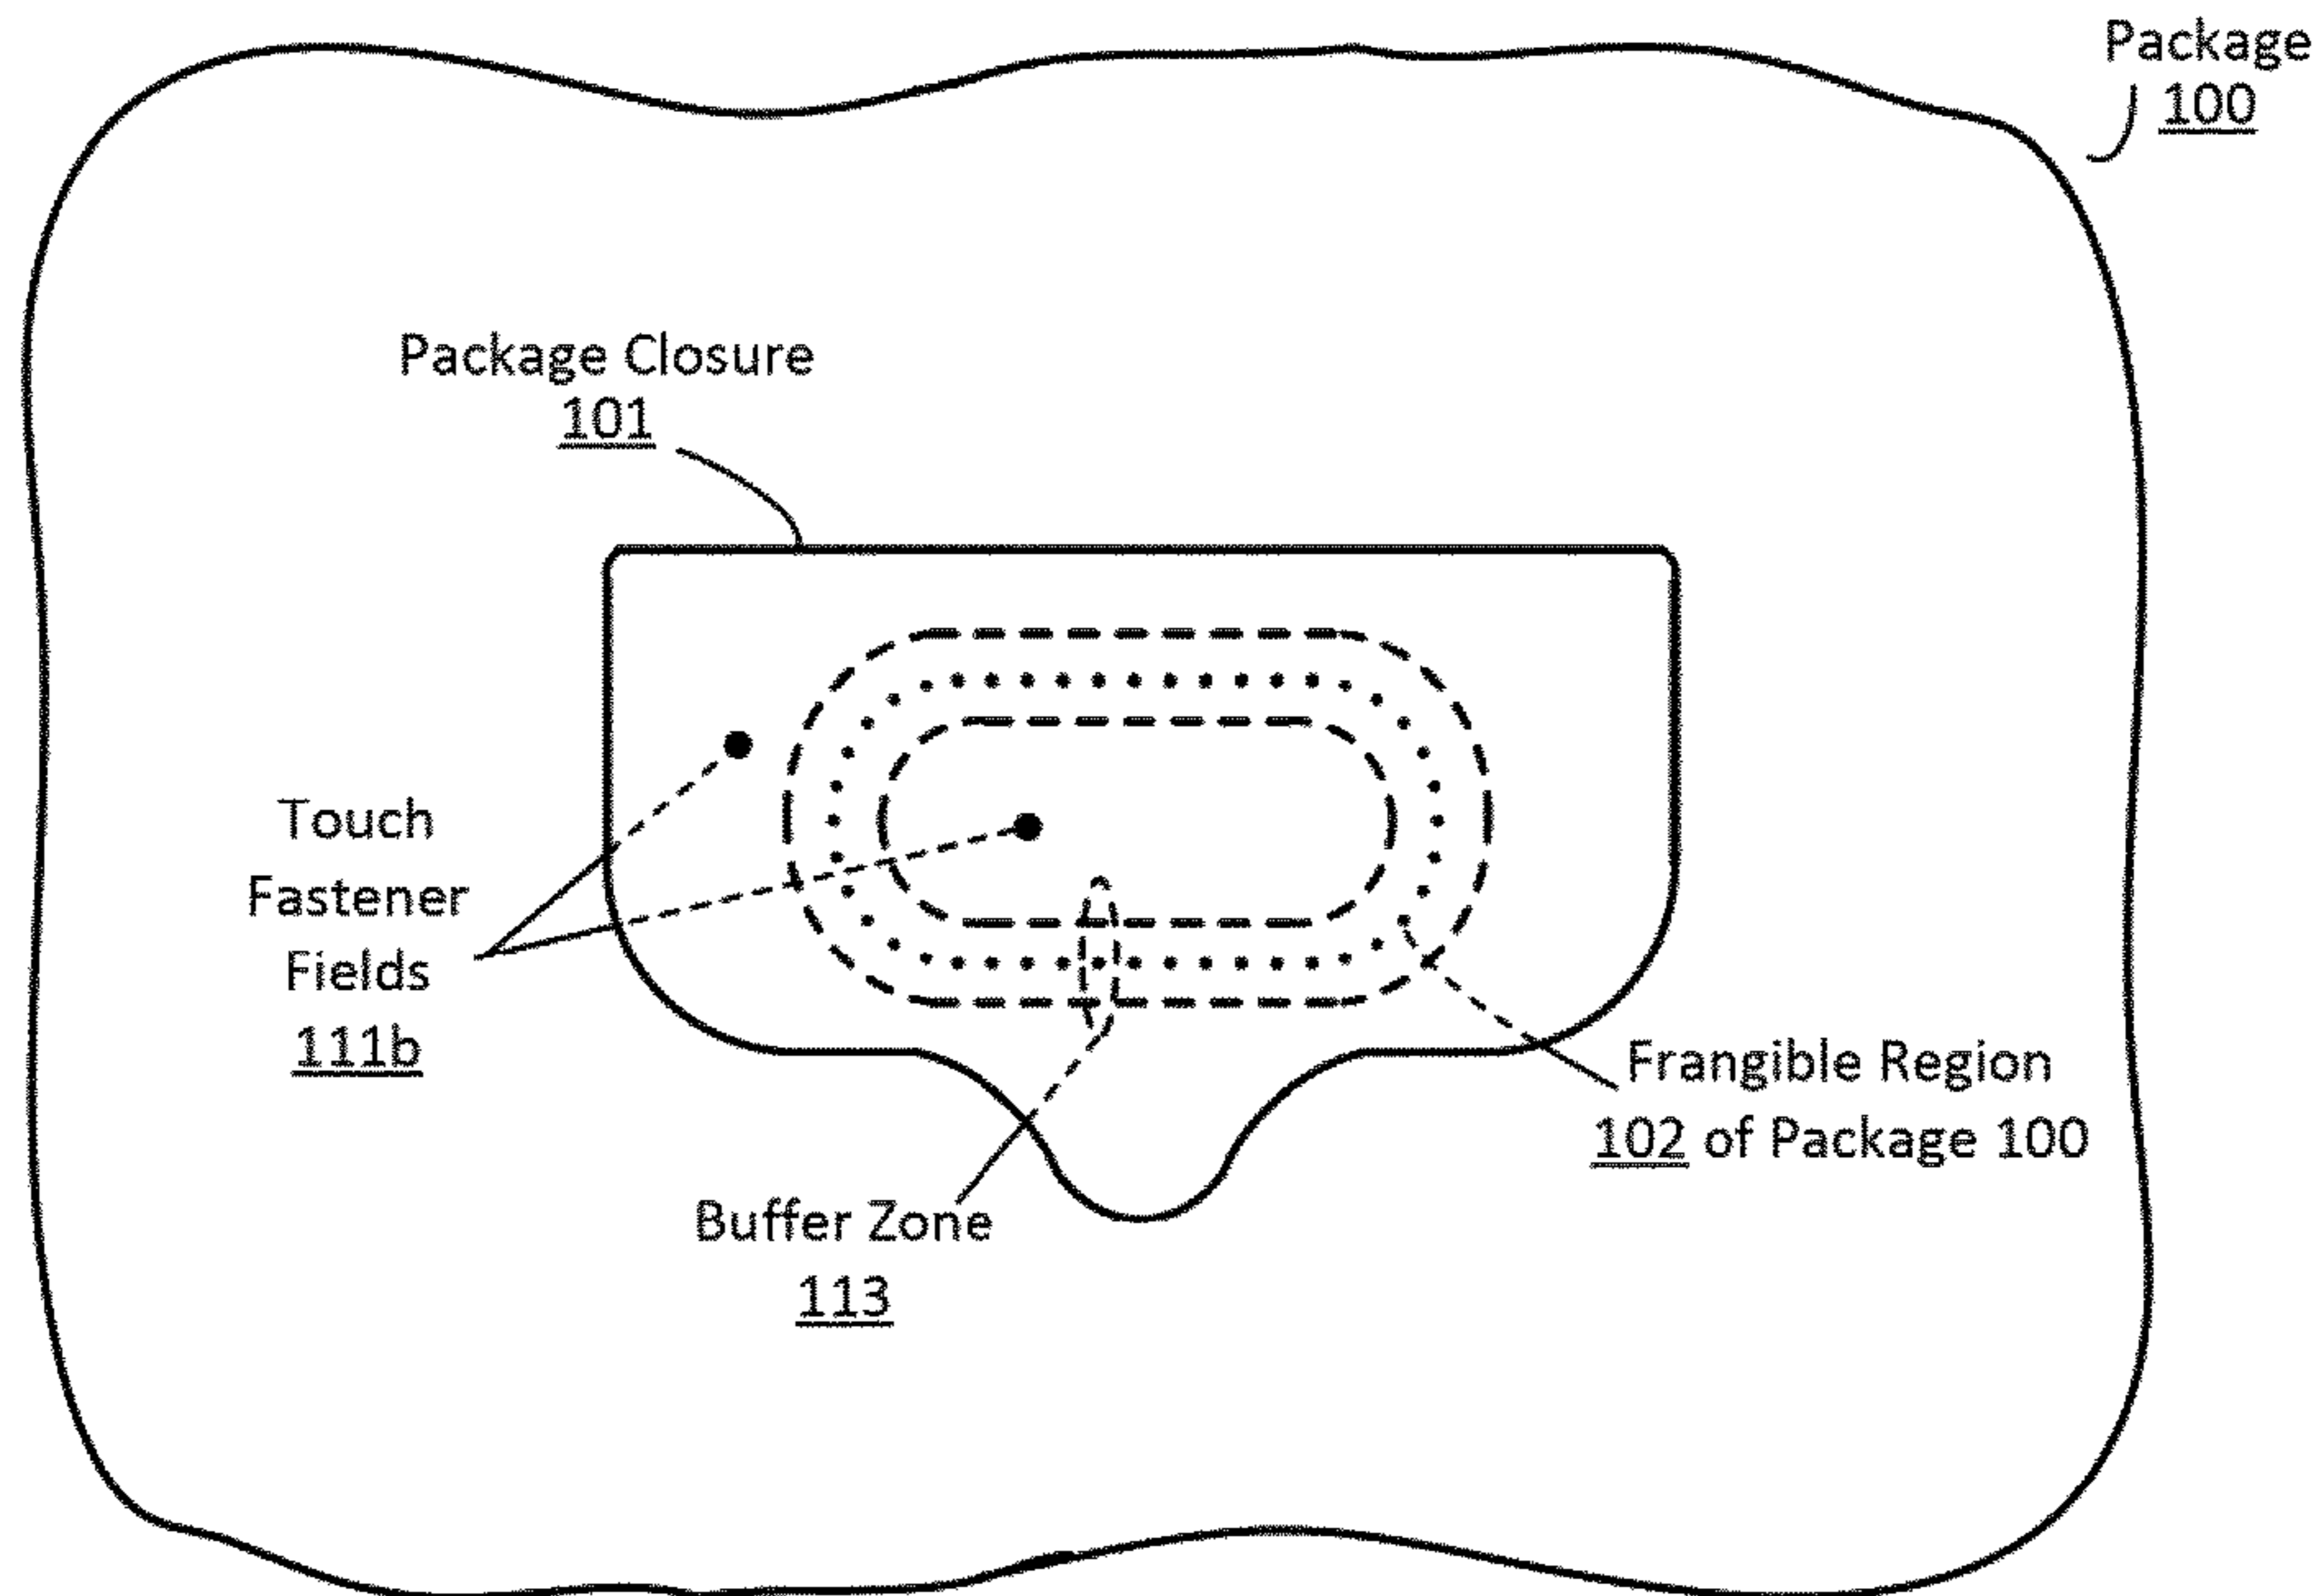 Package
100
Package Closure
101
Touch
Fastener
Fields
111b
Frangible Region
102 of Package 100
Buffer Zone
113